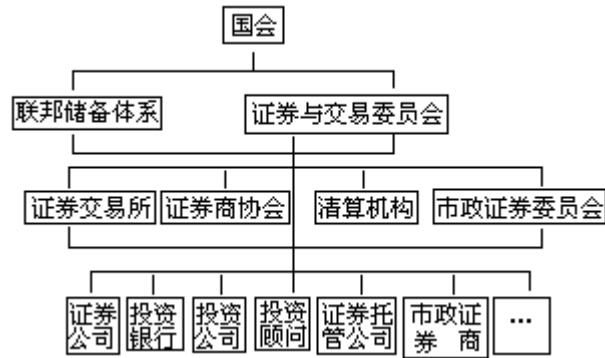 国会
联邦储备体系
证券与交易委员会
证券交易所
证券商协会
清算机构
市政证券委员会
证券
公司
投资
银行
投资
公司
投资
顾问
证券托
管公司
市政证
券 商
...